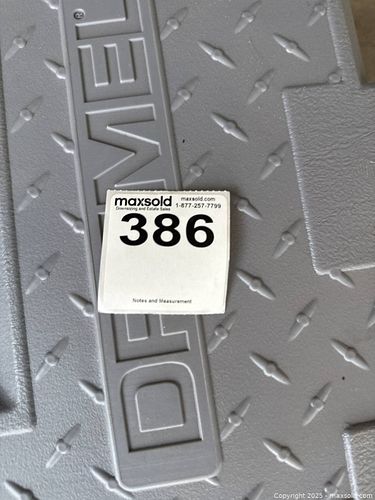 DREMEL®
maxsold
Downsizing and Estate Sales
maxsold.com
1-877-257-7799
386
Notes and Measurement
Copyright 2025 - maxsold.com